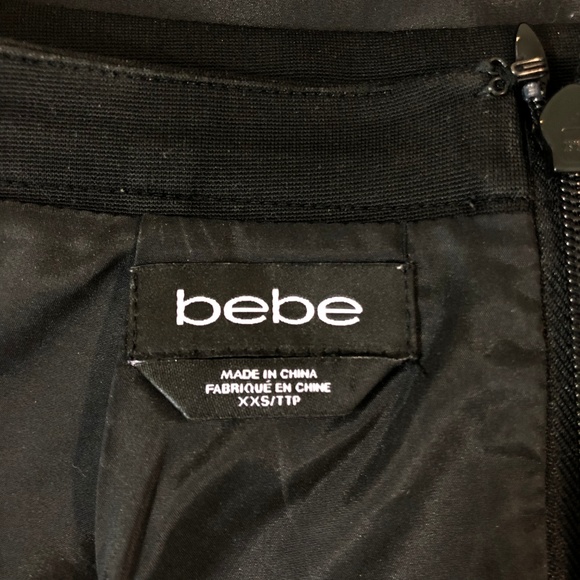 bebe
MADE IN CHINA
FABRIQUÉ EN CHINE
XXS/TTP